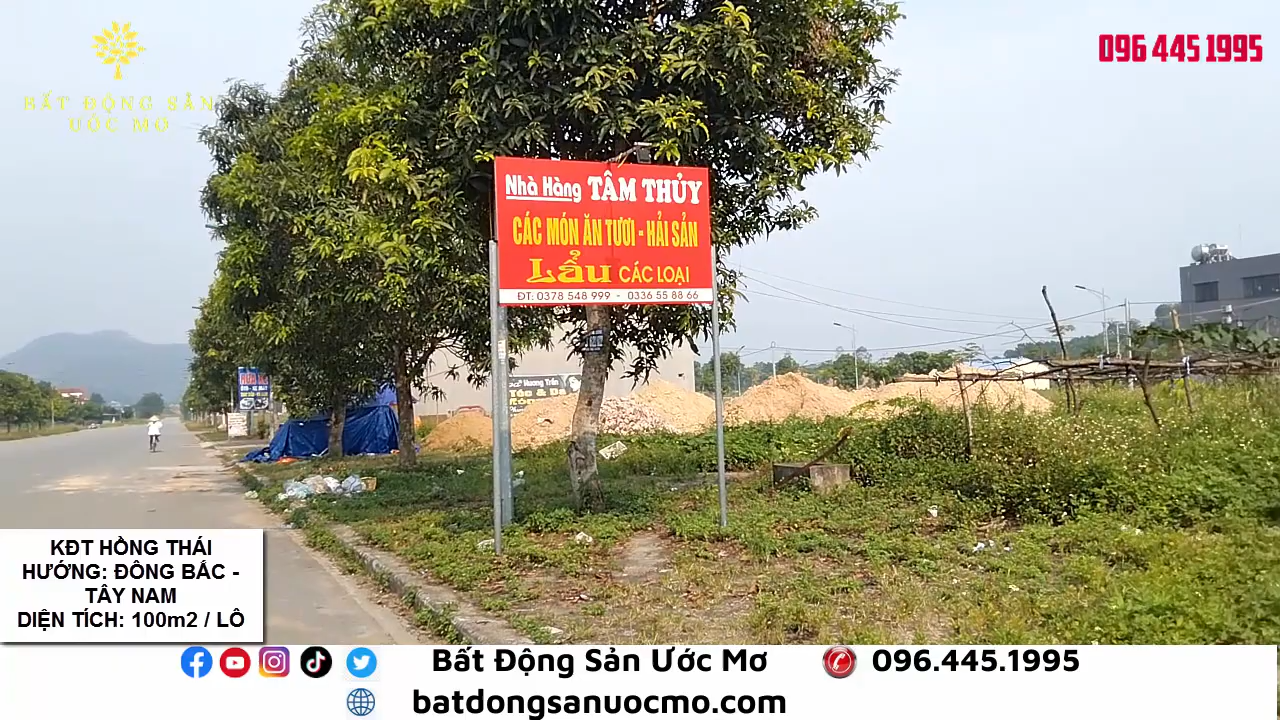 BẤT ĐỘNG SẢN
ƯỚC MƠ
096 445 1995
Nhà Hàng TÂM THỦY
CÁC MÓN ĂN TƯƠI - HẢI SẢN
LẨU CÁC LOẠI
ĐT: 0378 548 999 - 0336 55 88 66
Hương Trần
KĐT HỒNG THÁI
HƯỚNG: ĐÔNG BẮC -
TÂY NAM
DIỆN TÍCH: 100m2 / LÔ
Bất Động Sản Ước Mơ
096.445.1995
batdongsanuocmo.com